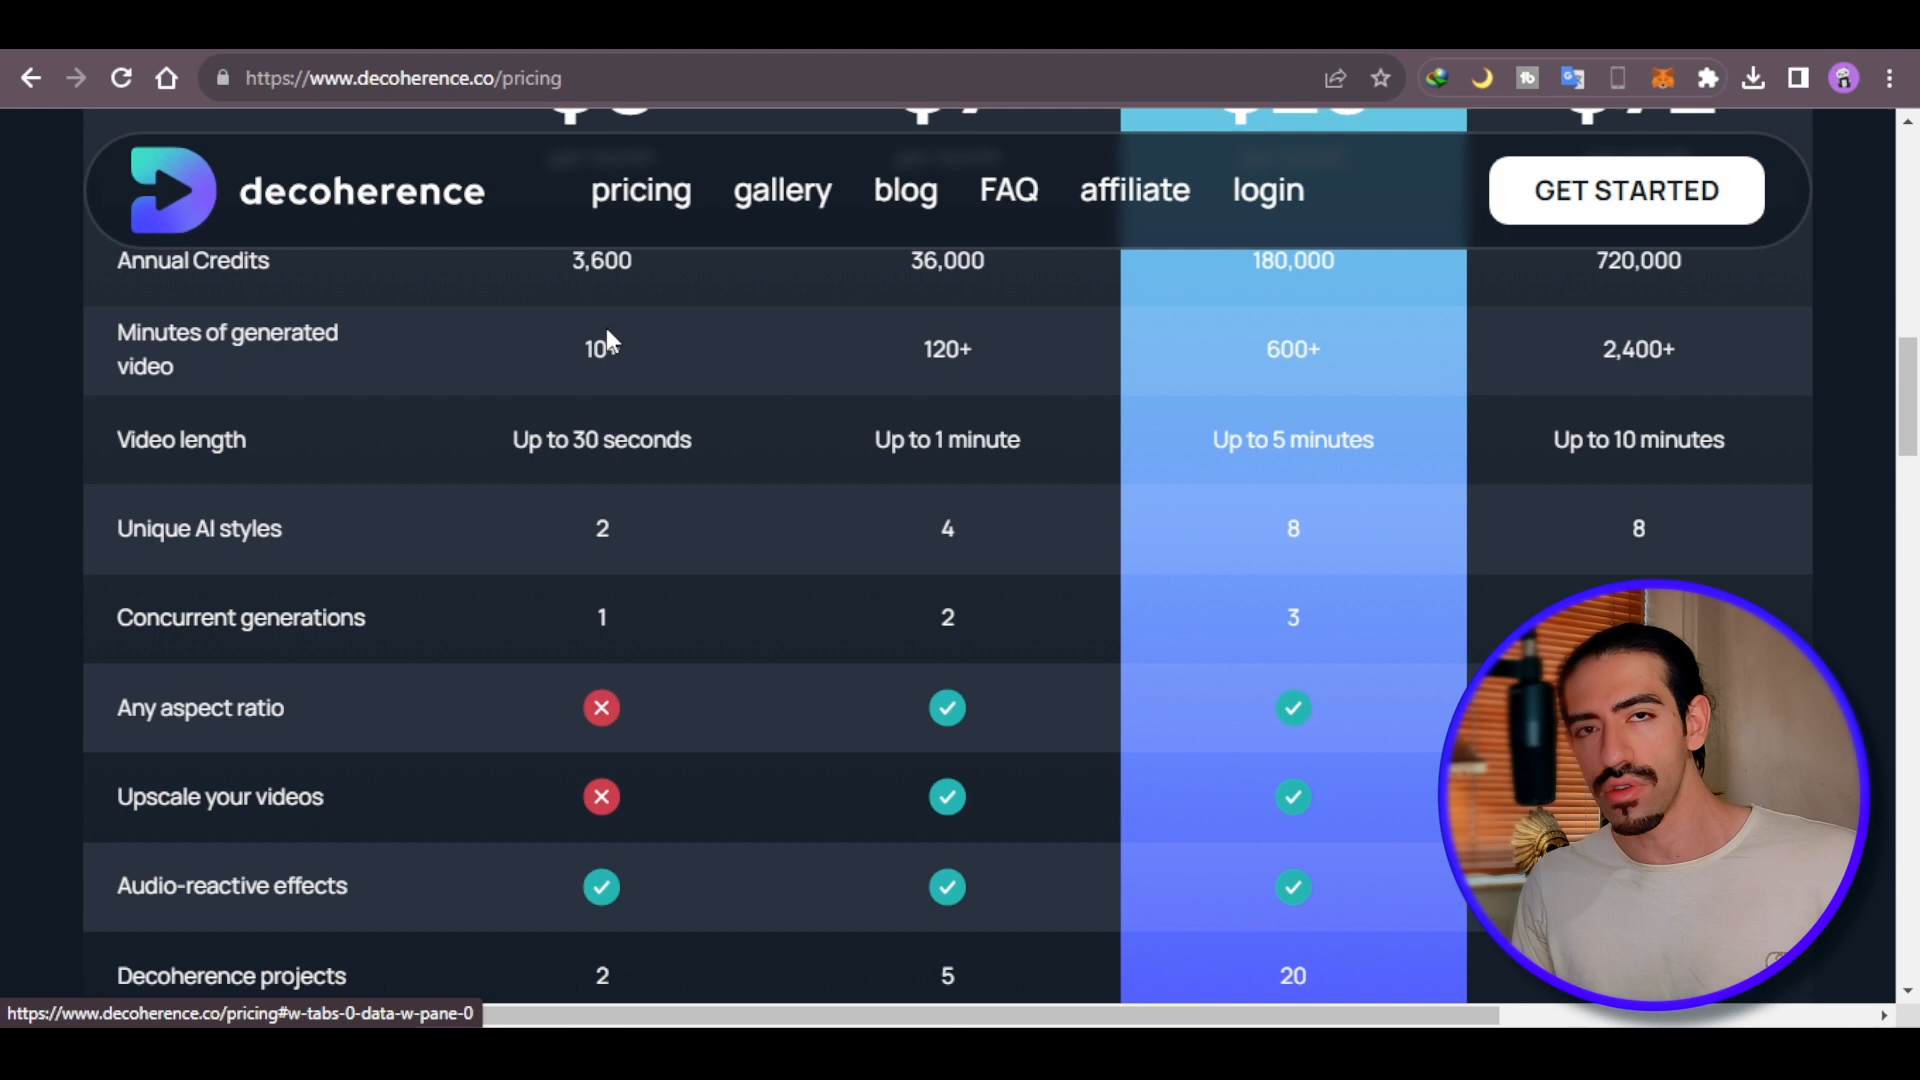 https://www.decoherence.co/pricing
decoherence
pricing
gallery
blog
FAQ
affiliate
login
GET STARTED
Annual Credits 3,600 36,000 180,000 720,000
Minutes of generated
video
10+ 120+ 600+ 2,400+
Video length Up to 30 seconds Up to 1 minute Up to 5 minutes Up to 10 minutes
Unique AI styles 2 4 8 8
Concurrent generations 1 2 3
Any aspect ratio
Upscale your videos
Audio-reactive effects
Decoherence projects 2 5 20
https://www.decoherence.co/pricing#w-tabs-0-data-w-pane-0